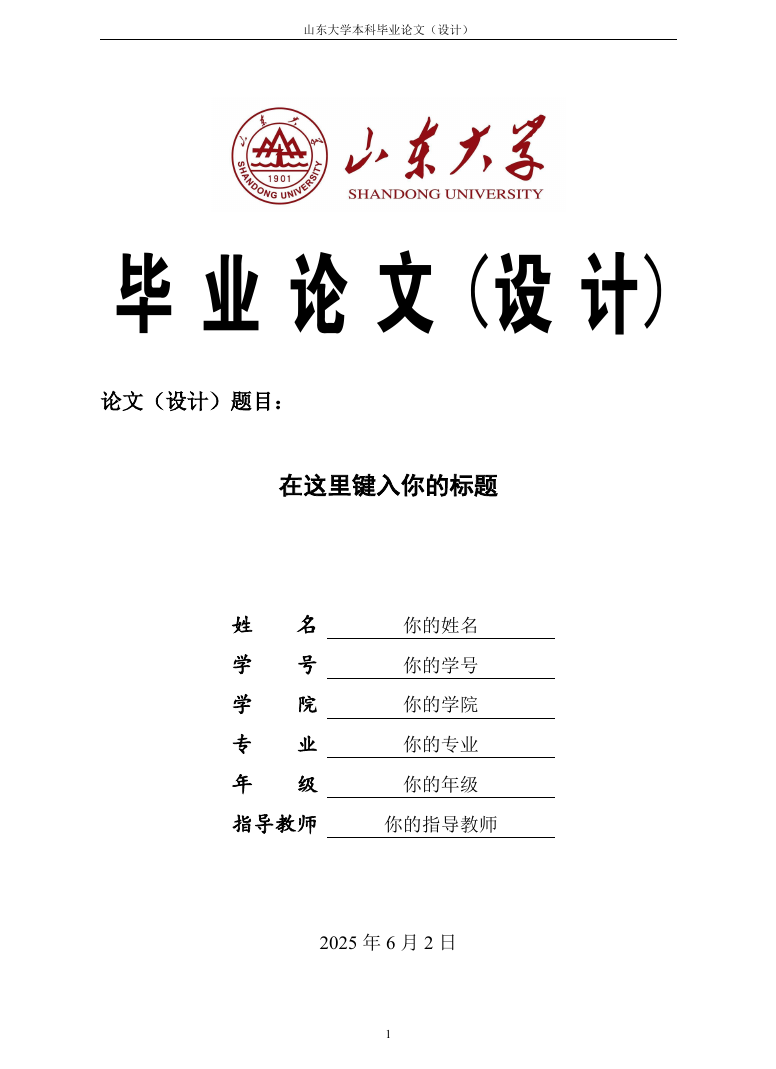 山东大学本科毕业论文（设计）
山东大学
1901
SHANDONG UNIVERSITY
山东大学
SHANDONG UNIVERSITY
毕 业 论 文 (设 计)
论文（设计）题目：
在这里键入你的标题
姓 名 你的姓名
学 号 你的学号
学 院 你的学院
专 业 你的专业
年 级 你的年级
指导教师 你的指导教师
2025 年 6 月 2 日
1